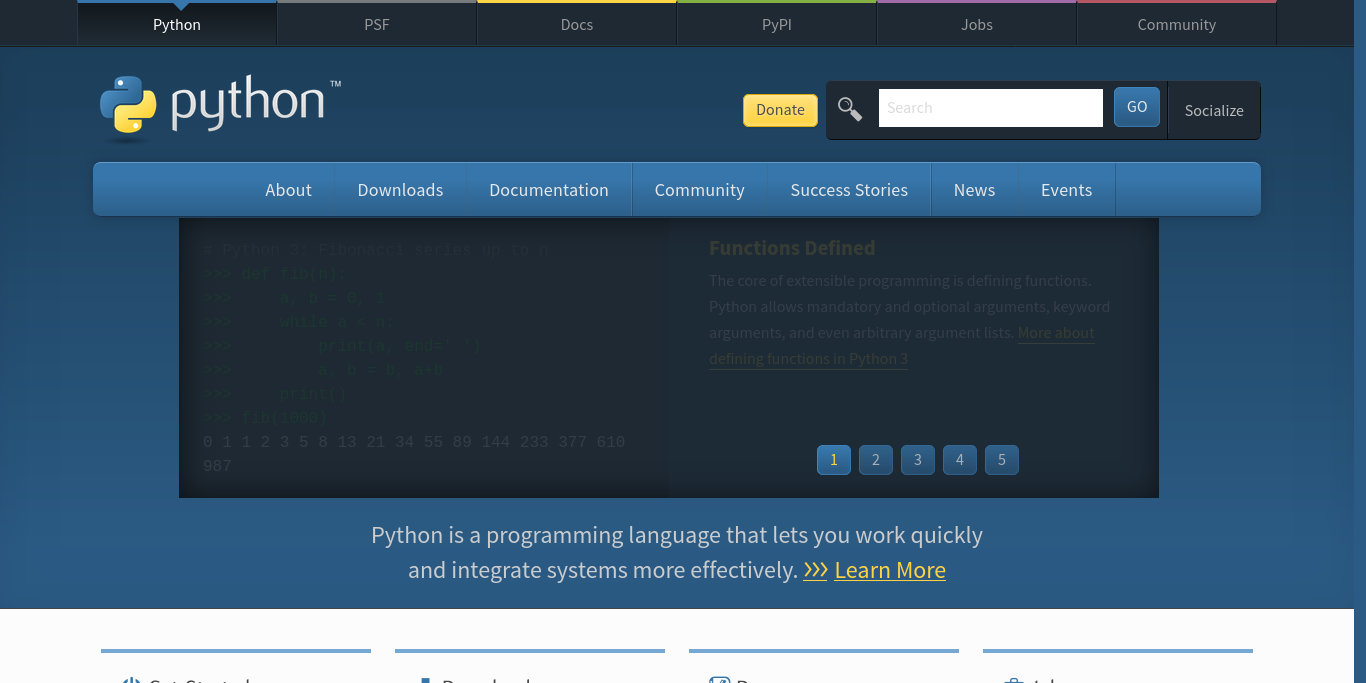 Python PSF Docs PyPI Jobs Community
python™
Donate Search GO Socialize
About Downloads Documentation Community Success Stories News Events
# Python 3: Fibonacci series up to n
>>> def fib(n):
>>>     a, b = 0, 1
>>>     while a < n:
>>>         print(a, end=' ')
>>>         a, b = b, a+b
>>>     print()
>>> fib(1000)
0 1 1 2 3 5 8 13 21 34 55 89 144 233 377 610
987
Functions Defined
The core of extensible programming is defining functions.
Python allows mandatory and optional arguments, keyword
arguments, and even arbitrary argument lists. More about
defining functions in Python 3
1 2 3 4 5
Python is a programming language that lets you work quickly
and integrate systems more effectively. >>> Learn More
Get Started Download Docs Jobs